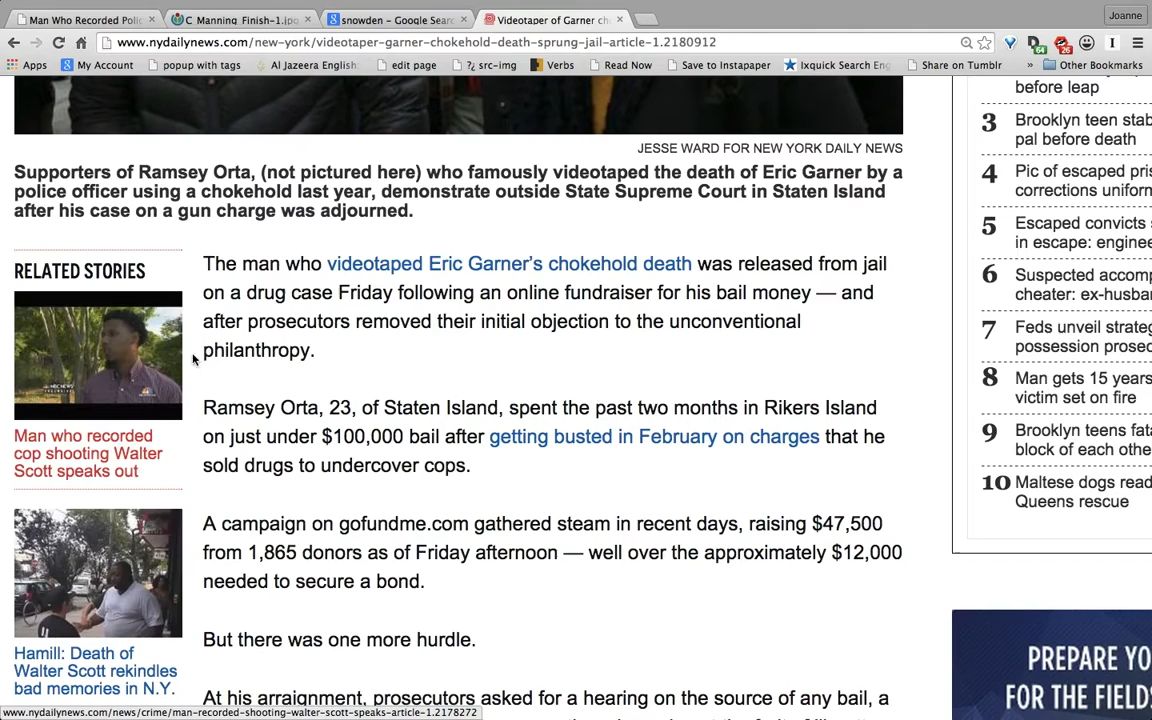 Man Who Recorded Poli
C_Manning_Finish-1.jpg
snowden - Google Searc
Videotaper of Garner ch
Joanne
www.nydailynews.com/new-york/videotaper-garner-chokehold-death-sprung-jail-article-1.2180912
64
26
Apps
My Account
popup with tags
Al Jazeera English:
edit page
?¿ src-img
Verbs
Read Now
Save to Instapaper
Ixquick Search Eng
Share on Tumblr
»
Other Bookmarks
JESSE WARD FOR NEW YORK DAILY NEWS
Supporters of Ramsey Orta, (not pictured here) who famously videotaped the death of Eric Garner by a
police officer using a chokehold last year, demonstrate outside State Supreme Court in Staten Island
after his case on a gun charge was adjourned.
RELATED STORIES
Man who recorded
cop shooting Walter
Scott speaks out
Hamill: Death of
Walter Scott rekindles
bad memories in N.Y.
The man who videotaped Eric Garner’s chokehold death was released from jail
on a drug case Friday following an online fundraiser for his bail money — and
after prosecutors removed their initial objection to the unconventional
philanthropy.
Ramsey Orta, 23, of Staten Island, spent the past two months in Rikers Island
on just under $100,000 bail after getting busted in February on charges that he
sold drugs to undercover cops.
A campaign on gofundme.com gathered steam in recent days, raising $47,500
from 1,865 donors as of Friday afternoon — well over the approximately $12,000
needed to secure a bond.
But there was one more hurdle.
At his arraignment, prosecutors asked for a hearing on the source of any bail, a
before leap
3 Brooklyn teen stab
pal before death
4 Pic of escaped pris
corrections uniform
5 Escaped convicts s
in escape: enginee
6 Suspected accomp
cheater: ex-husba
7 Feds unveil strateg
possession prosec
8 Man gets 15 years
victim set on fire
9 Brooklyn teens fata
block of each othe
10 Maltese dogs read
Queens rescue
PREPARE YO
FOR THE FIELDS
www.nydailynews.com/news/crime/man-recorded-shooting-walter-scott-speaks-article-1.2178272